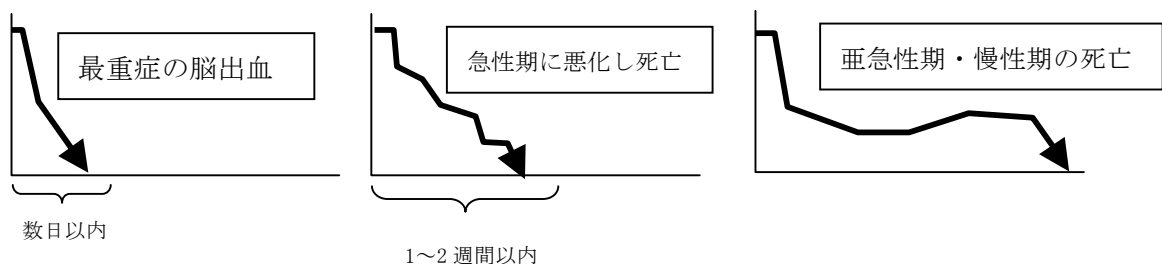 最重症の脳出血
急性期に悪化し死亡
亜急性期・慢性期の死亡
数日以内
1～2 週間以内